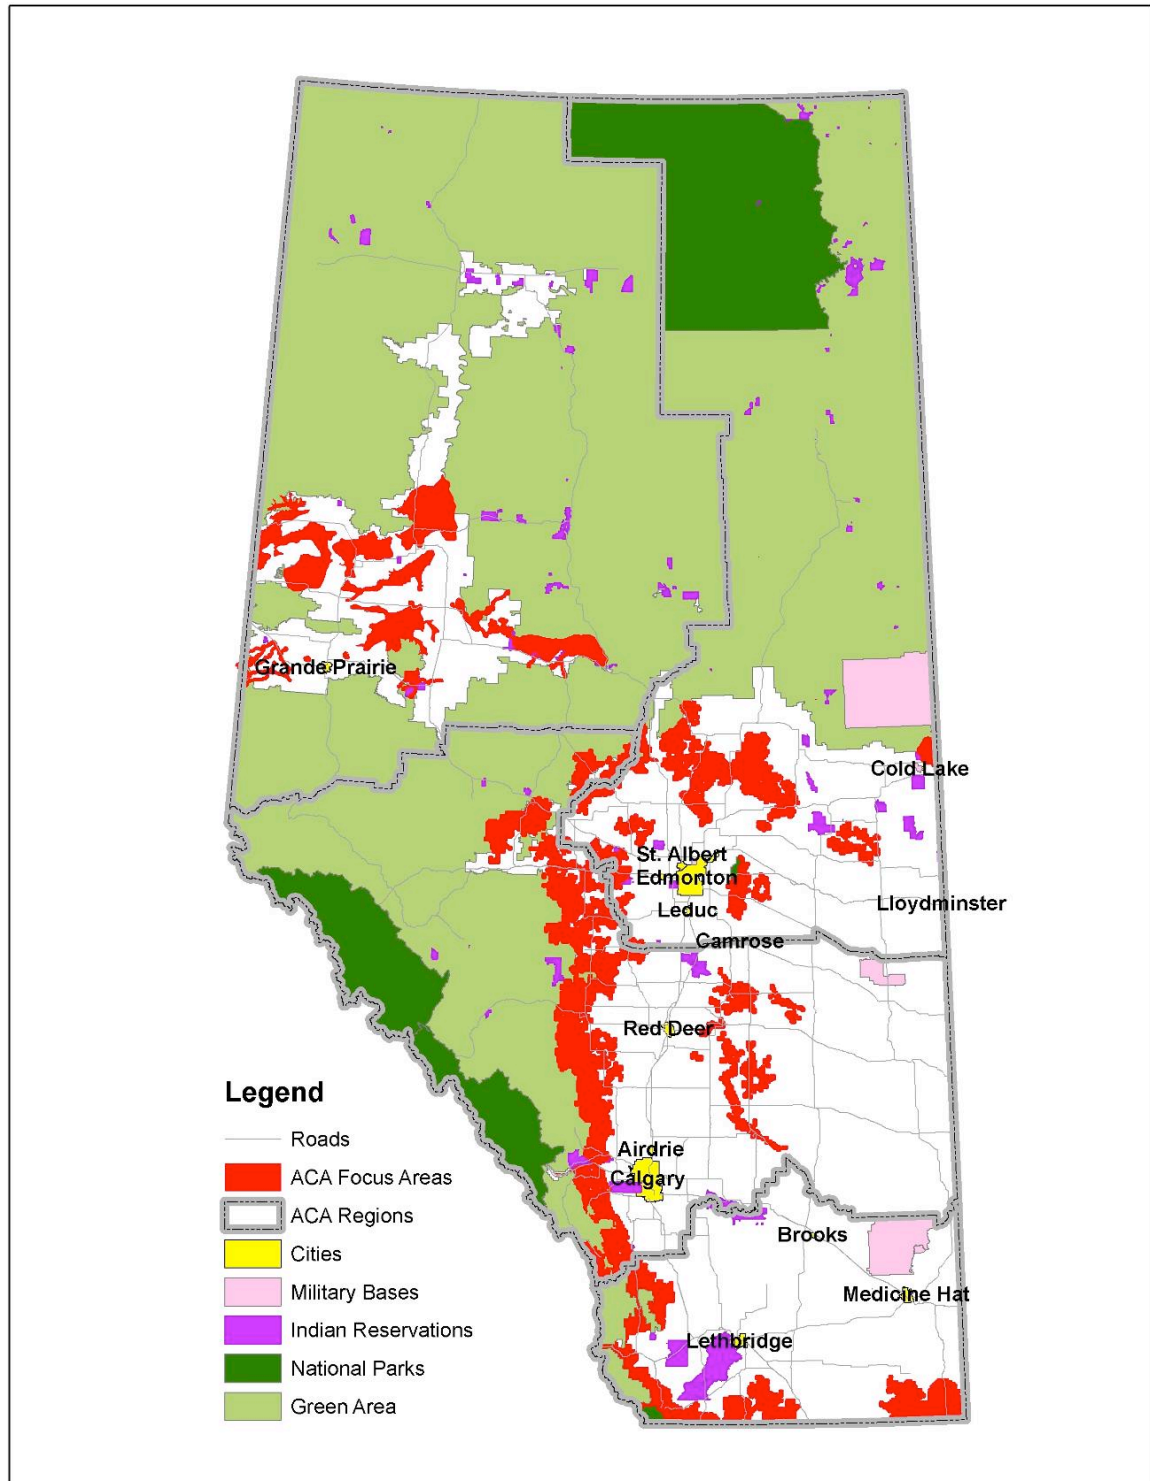 Grande Prairie
Cold Lake
St. Albert
Edmonton
Lloydminster
Leduc
Camrose
Red Deer
Legend
Roads
ACA Focus Areas
ACA Regions
Cities
Military Bases
Indian Reservations
National Parks
Green Area
Airdrie
Calgary
Brooks
Medicine Hat
Lethbridge